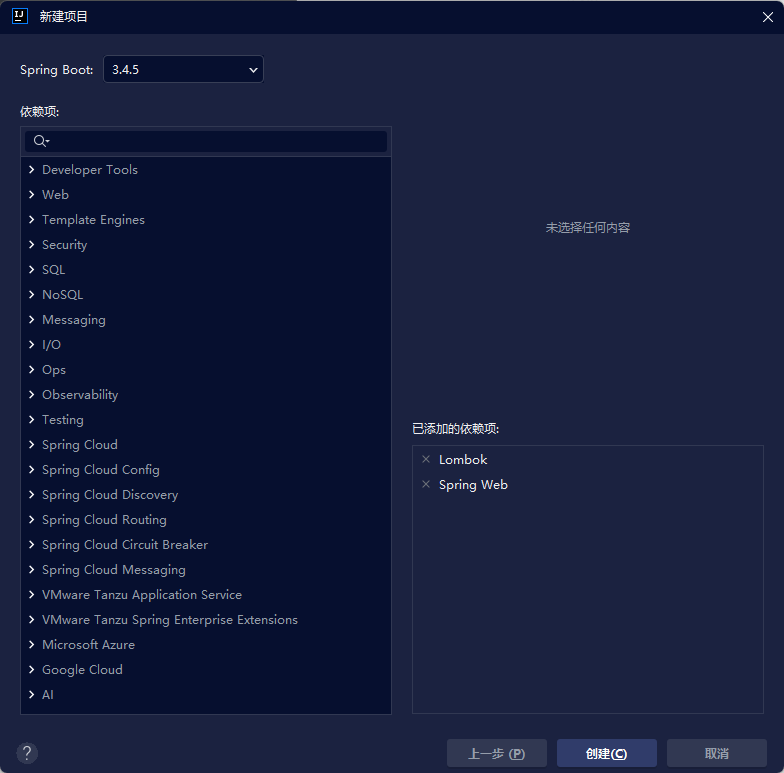 新建项目
Spring Boot: 3.4.5
依赖项:
Developer Tools
Web
Template Engines
Security
SQL
NoSQL
Messaging
I/O
Ops
Observability
Testing
Spring Cloud
Spring Cloud Config
Spring Cloud Discovery
Spring Cloud Routing
Spring Cloud Circuit Breaker
Spring Cloud Messaging
VMware Tanzu Application Service
VMware Tanzu Spring Enterprise Extensions
Microsoft Azure
Google Cloud
AI
未选择任何内容
已添加的依赖项:
Lombok
Spring Web
?
上一步 (P) 创建(C) 取消